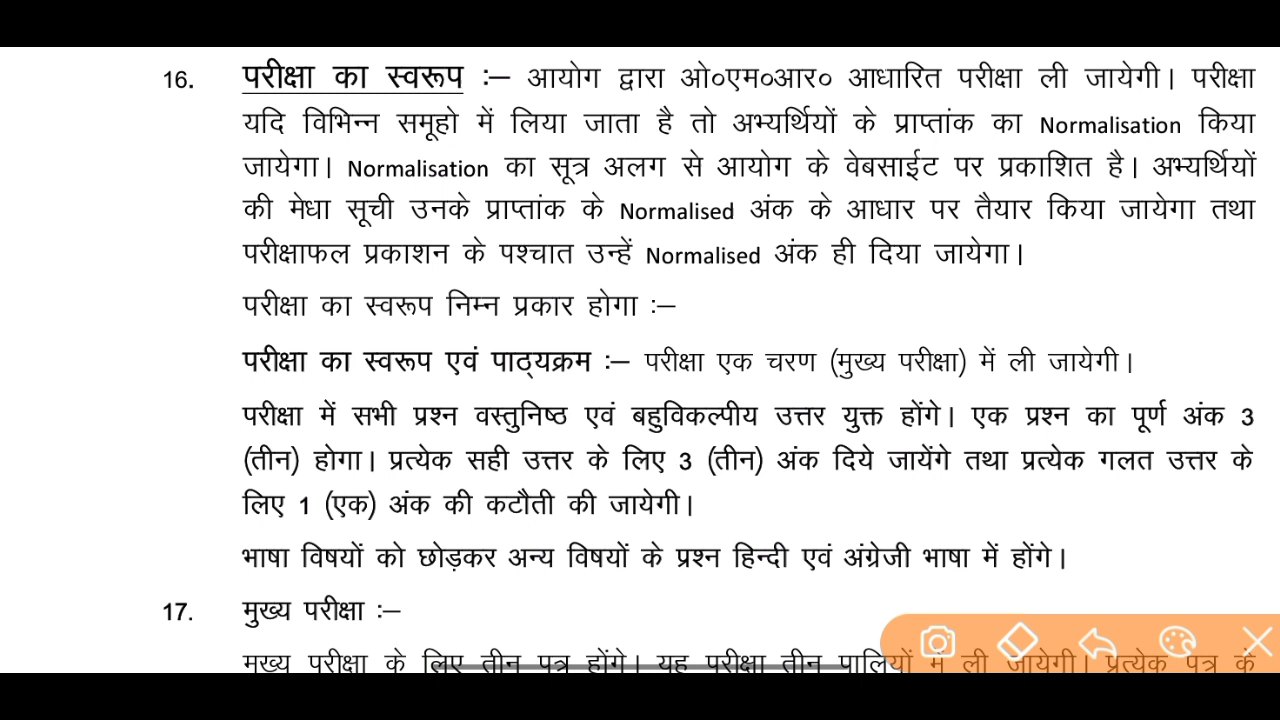 16. परीक्षा का स्वरूप :– आयोग द्वारा ओ०एम०आर० आधारित परीक्षा ली जायेगी। परीक्षा
यदि विभिन्न समूहो में लिया जाता है तो अभ्यर्थियों के प्राप्तांक का Normalisation किया
जायेगा। Normalisation का सूत्र अलग से आयोग के वेबसाईट पर प्रकाशित है। अभ्यर्थियों
की मेधा सूची उनके प्राप्तांक के Normalised अंक के आधार पर तैयार किया जायेगा तथा
परीक्षाफल प्रकाशन के पश्चात उन्हें Normalised अंक ही दिया जायेगा।
परीक्षा का स्वरूप निम्न प्रकार होगा :–
परीक्षा का स्वरूप एवं पाठ्यक्रम :– परीक्षा एक चरण (मुख्य परीक्षा) में ली जायेगी।
परीक्षा में सभी प्रश्न वस्तुनिष्ठ एवं बहुविकल्पीय उत्तर युक्त होंगे। एक प्रश्न का पूर्ण अंक 3
(तीन) होगा। प्रत्येक सही उत्तर के लिए 3 (तीन) अंक दिये जायेंगे तथा प्रत्येक गलत उत्तर के
लिए 1 (एक) अंक की कटौती की जायेगी।
भाषा विषयों को छोड़कर अन्य विषयों के प्रश्न हिन्दी एवं अंग्रेजी भाषा में होंगे।
17. मुख्य परीक्षा :–
मुख्य परीक्षा के लिए तीन पत्र होंगे। यह परीक्षा तीन पालियों में ली जायेगी। प्रत्येक पत्र के